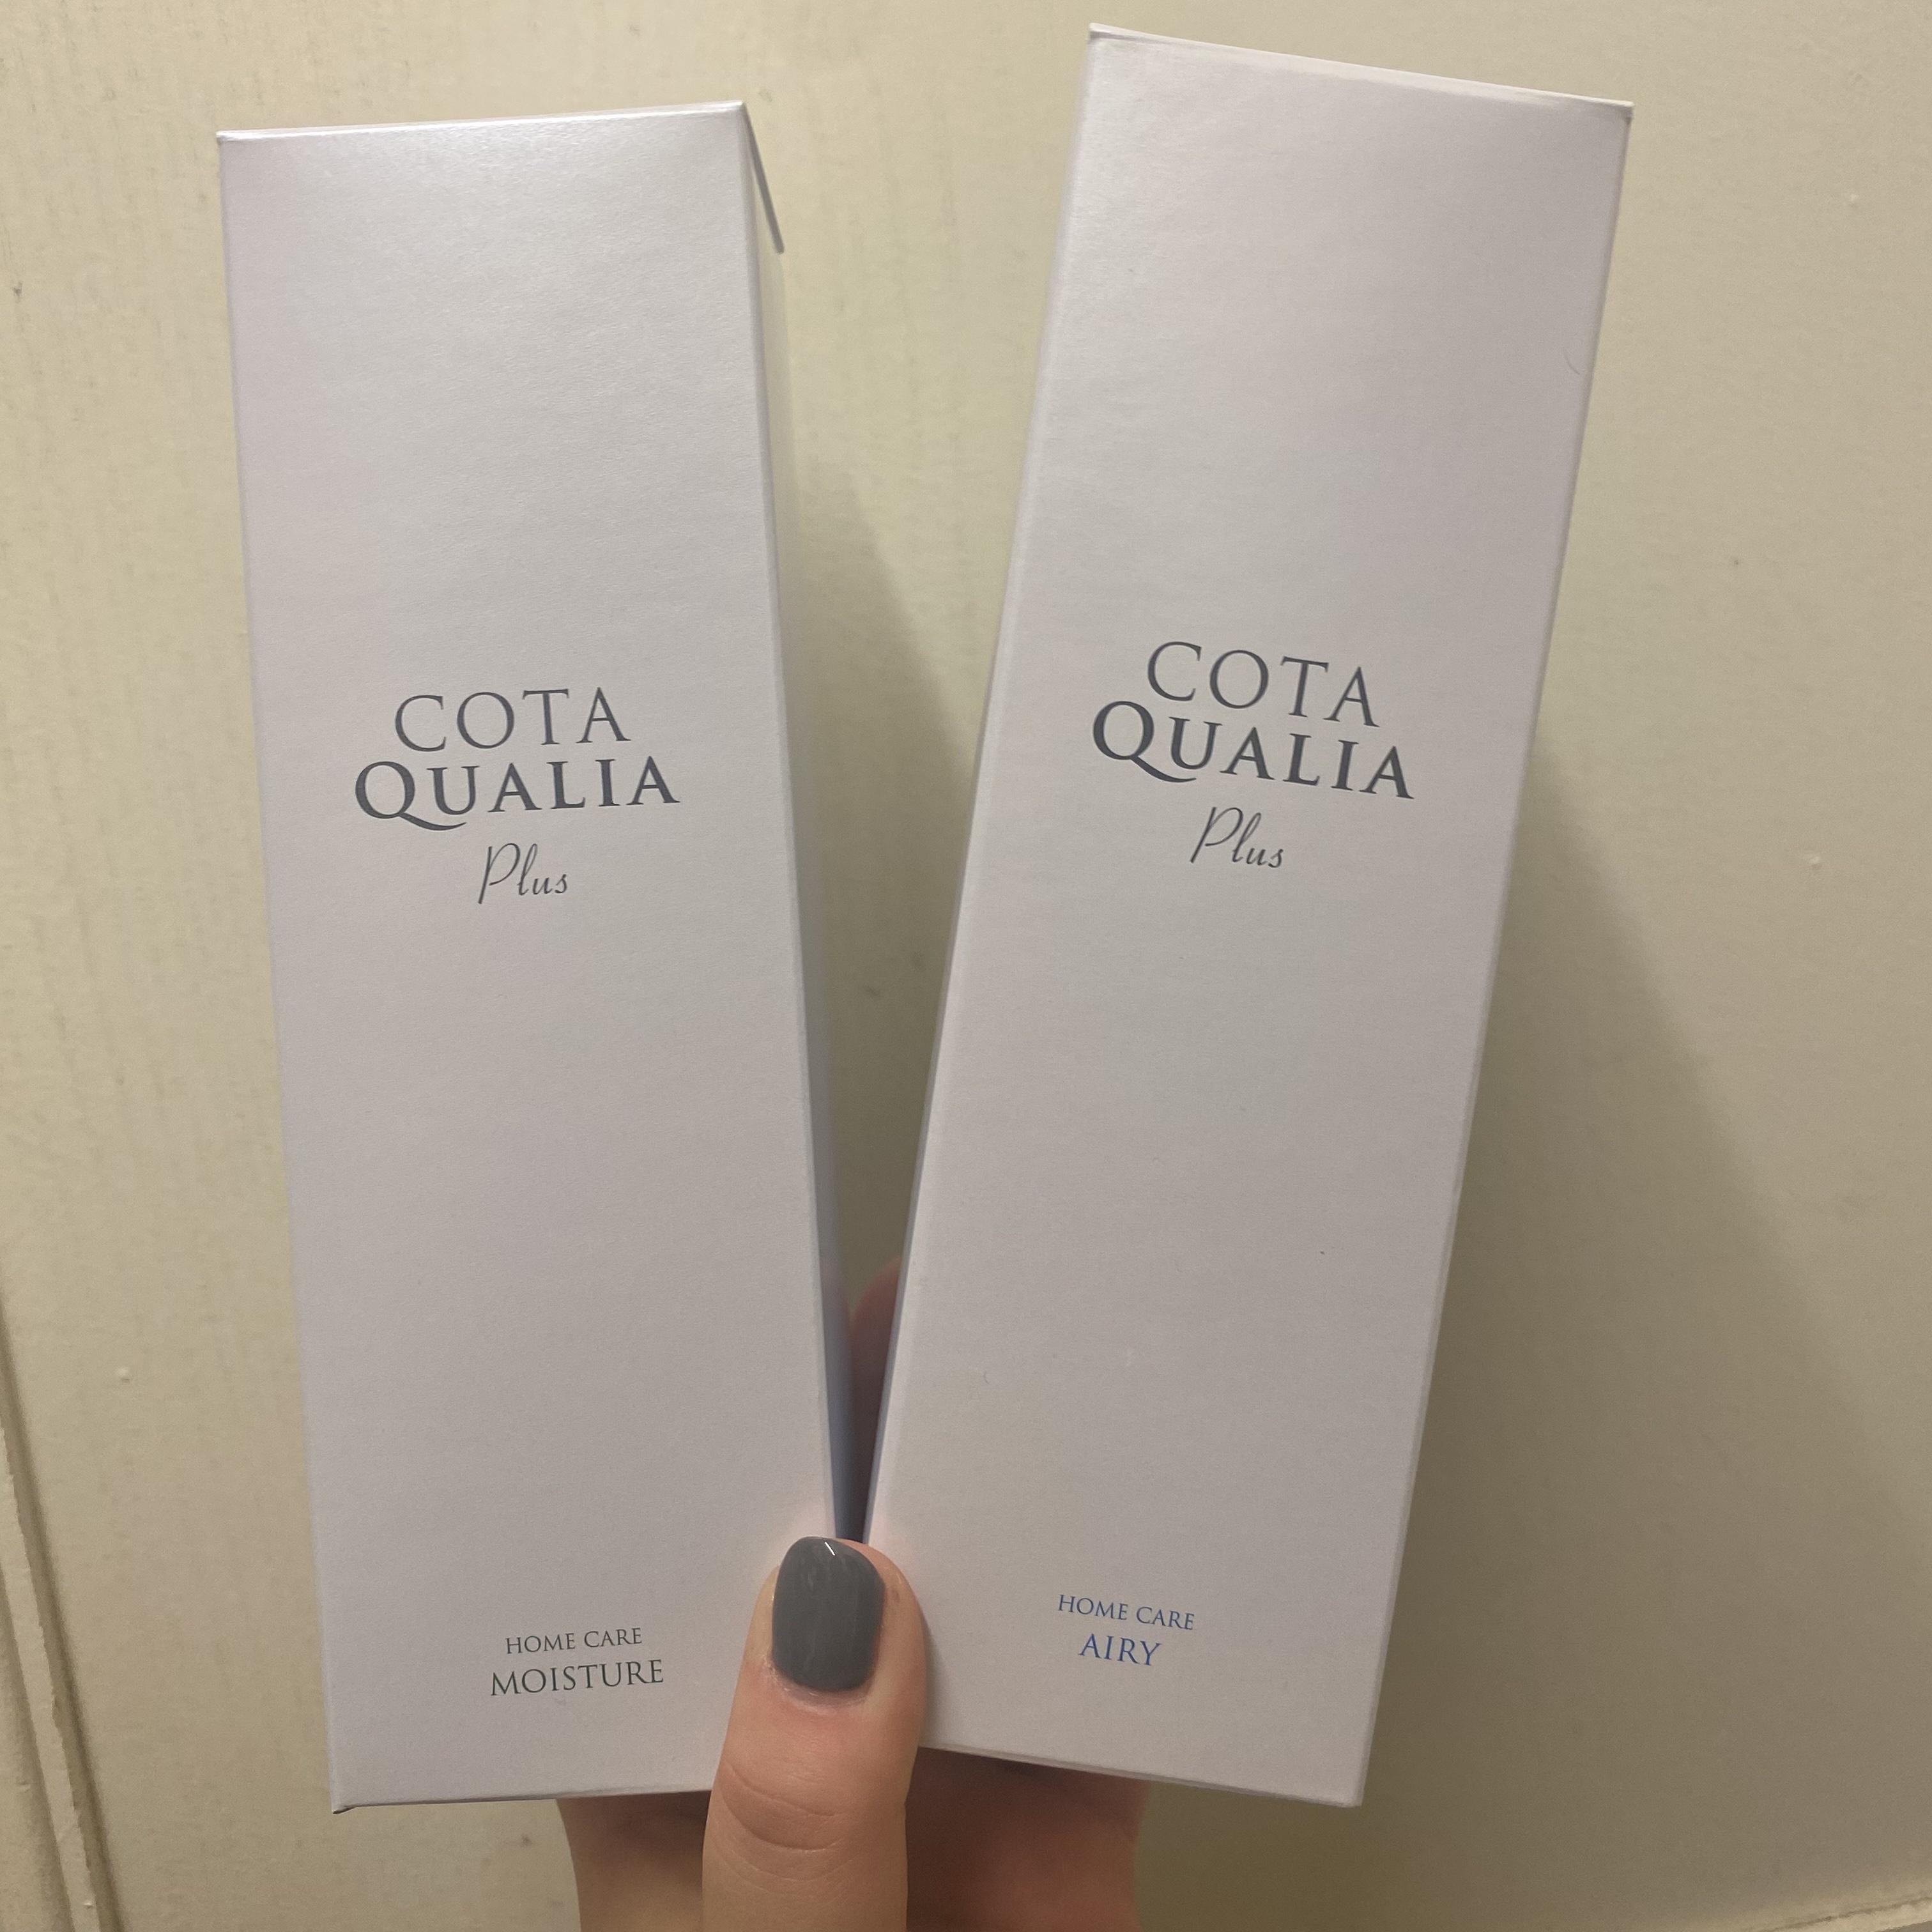 COTA
QUALIA
Plus
HOME CARE
MOISTURE
COTA
QUALIA
Plus
HOME CARE
AIRY